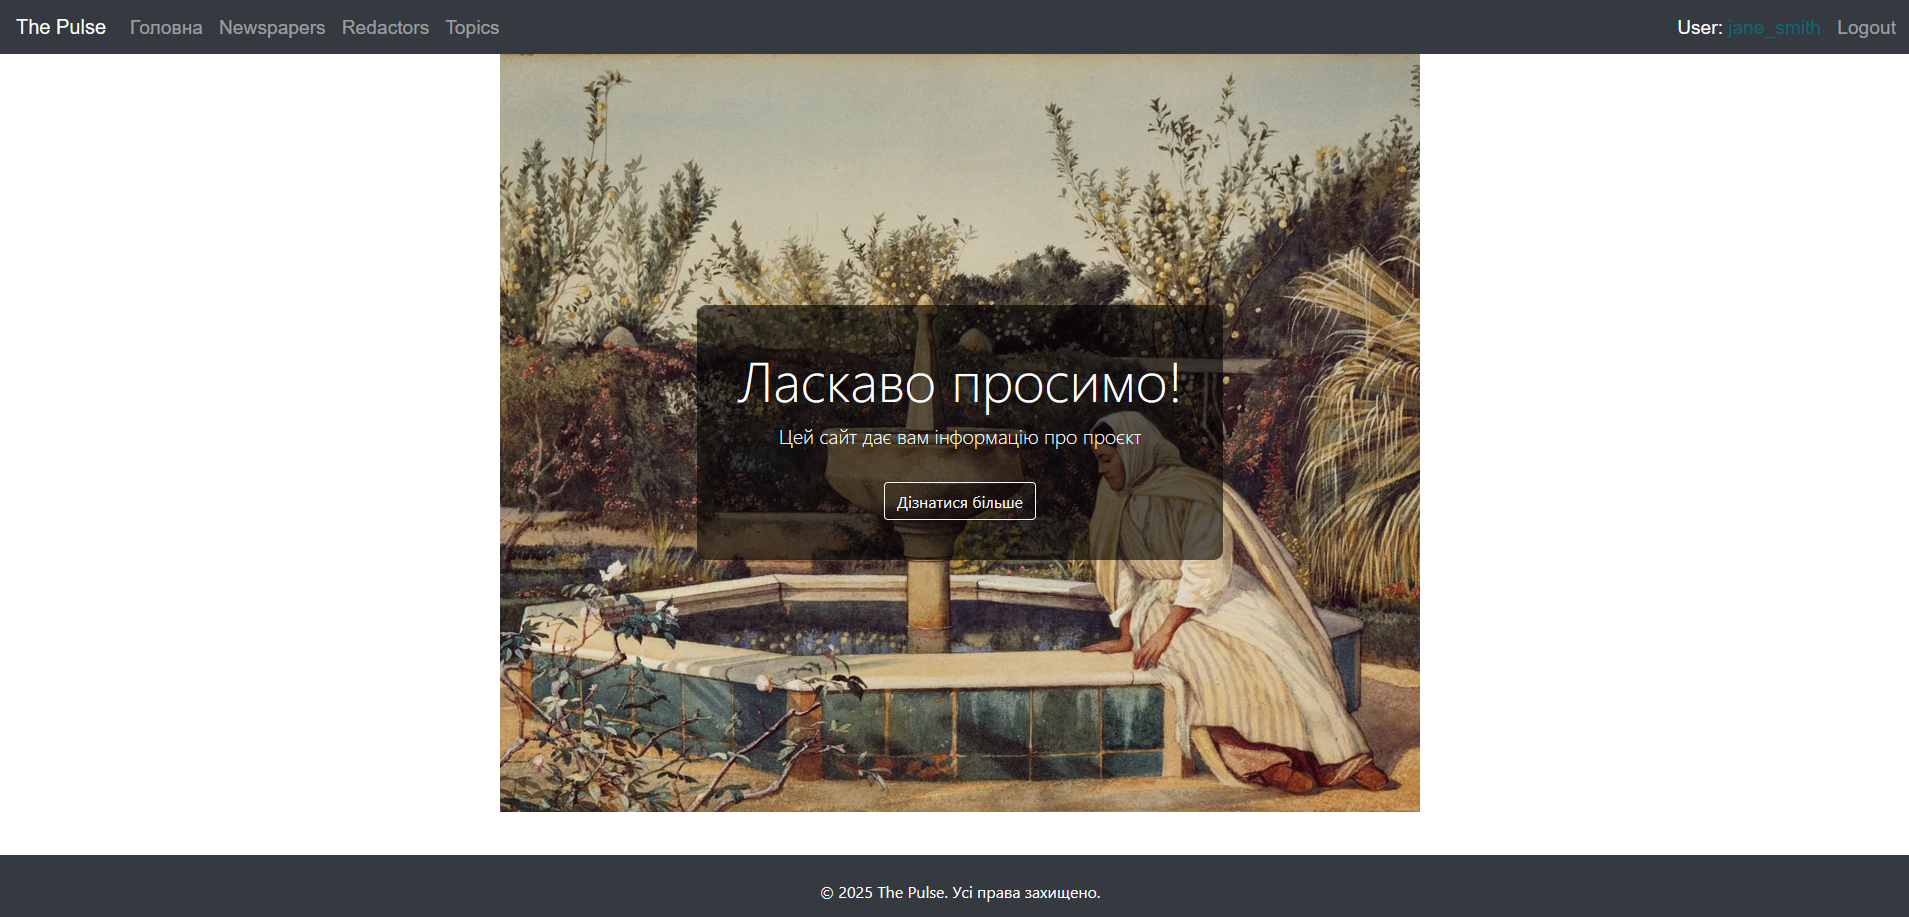 The Pulse Головна Newspapers Redactors Topics User: jane_smith Logout
Ласкаво просимо!
Цей сайт дає вам інформацію про проєкт
Дізнатися більше
© 2025 The Pulse. Усі права захищено.